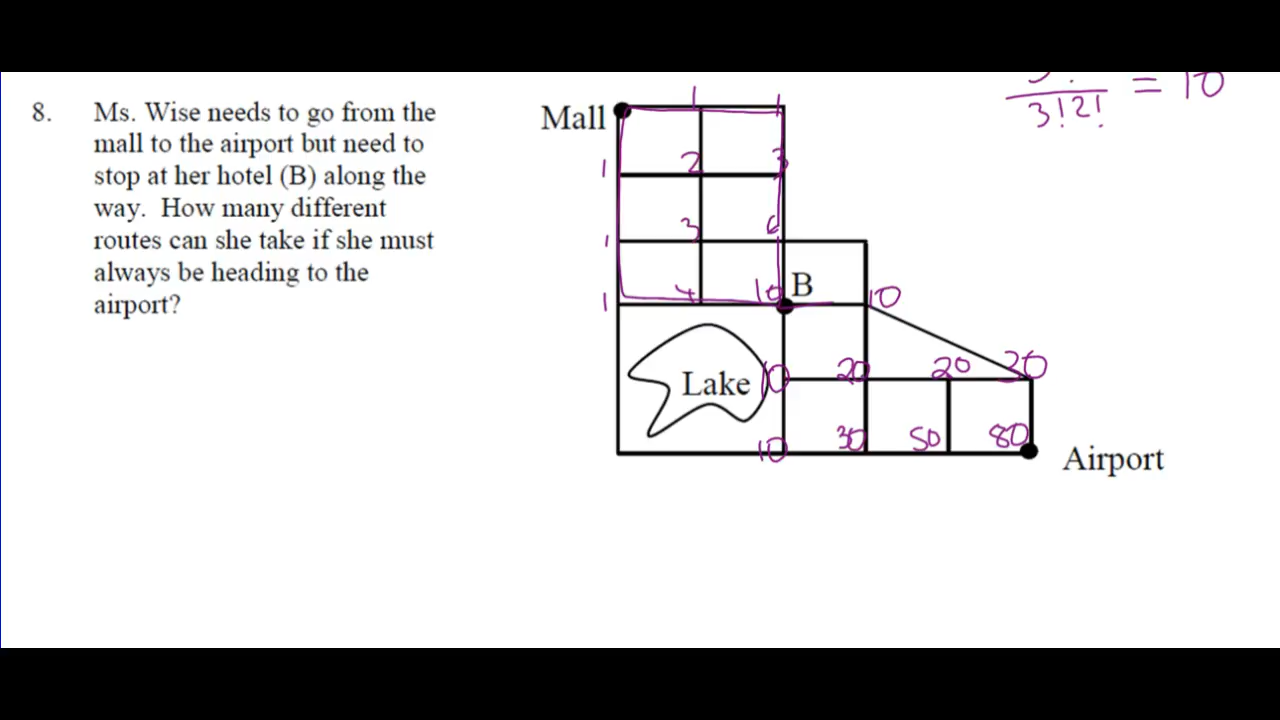 8. Ms. Wise needs to go from the
mall to the airport but need to
stop at her hotel (B) along the
way. How many different
routes can she take if she must
always be heading to the
airport?
3!2! = 10
Mall
1 1
1 2 3
1 3 6
1 4 10 B 10
Lake 10 20 20 20
10 30 50 80
Airport